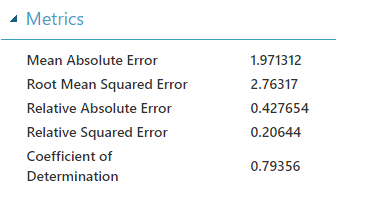 Metrics
Mean Absolute Error 1.971312
Root Mean Squared Error 2.76317
Relative Absolute Error 0.427654
Relative Squared Error 0.20644
Coefficient of
Determination 0.79356